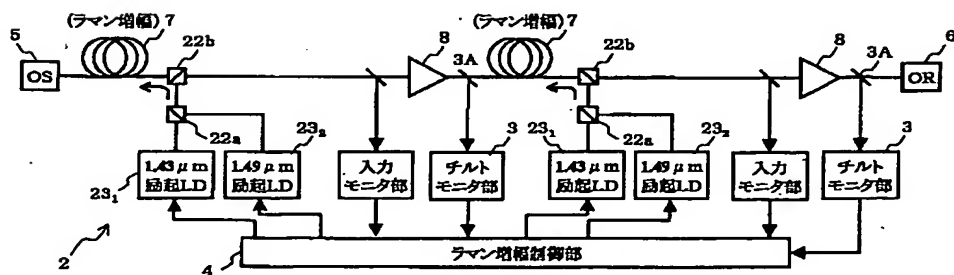 (ラマン増幅) 7
5
22b
8
3A
(ラマン増幅) 7
22b
8
3A
6
OS
OR
22a
23₂
3
23₁
22a
23₂
3
1.43μm
励起LD
1.49μm
励起LD
入力
モニタ部
チルト
モニタ部
1.43μm
励起LD
1.49μm
励起LD
入力
モニタ部
チルト
モニタ部
23₁
2
4
ラマン増幅制御部